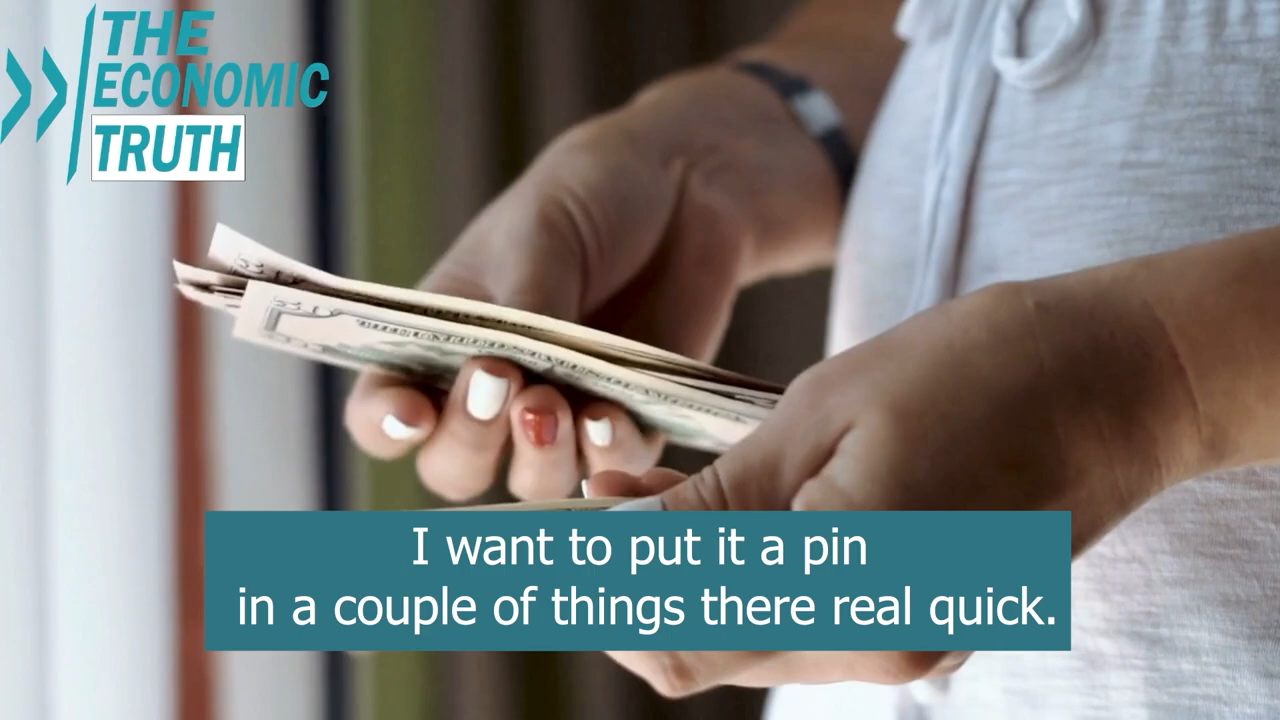 THE
ECONOMIC
TRUTH
I want to put it a pin
in a couple of things there real quick.